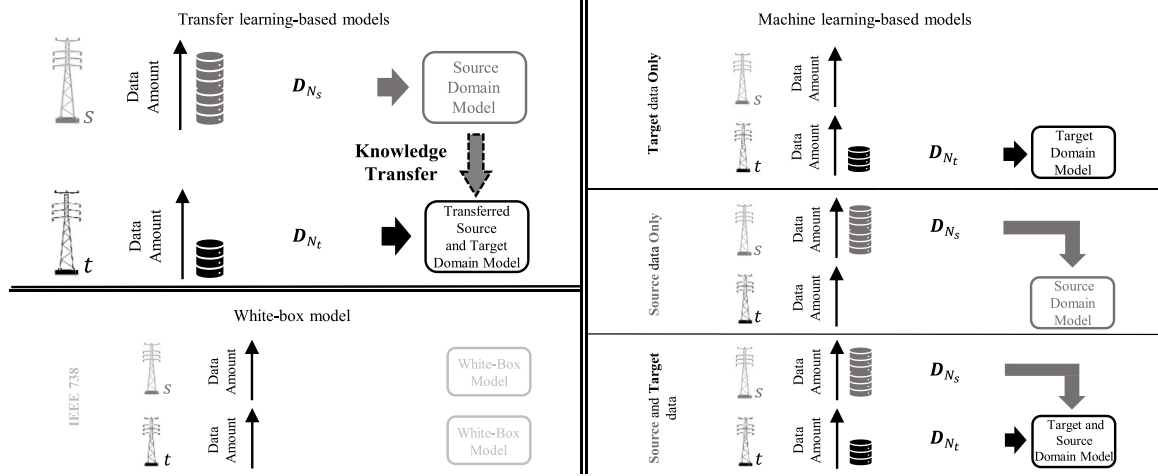 Transfer learning-based models
S
Data
Amount
D_{N_s}
Source
Domain
Model
Knowledge
Transfer
t
Data
Amount
D_{N_t}
Transferred
Source
and Target
Domain Model
White-box model
IEEE 738
S
Data
Amount
White-Box
Model
t
Data
Amount
White-Box
Model
Machine learning-based models
Target data Only
S
Data
Amount
t
Data
Amount
D_{N_t}
Target
Domain
Model
Source data Only
S
Data
Amount
D_{N_s}
t
Data
Amount
Source
Domain
Model
Source and Target
data
S
Data
Amount
D_{N_s}
t
Data
Amount
D_{N_t}
Target and
Source
Domain Model